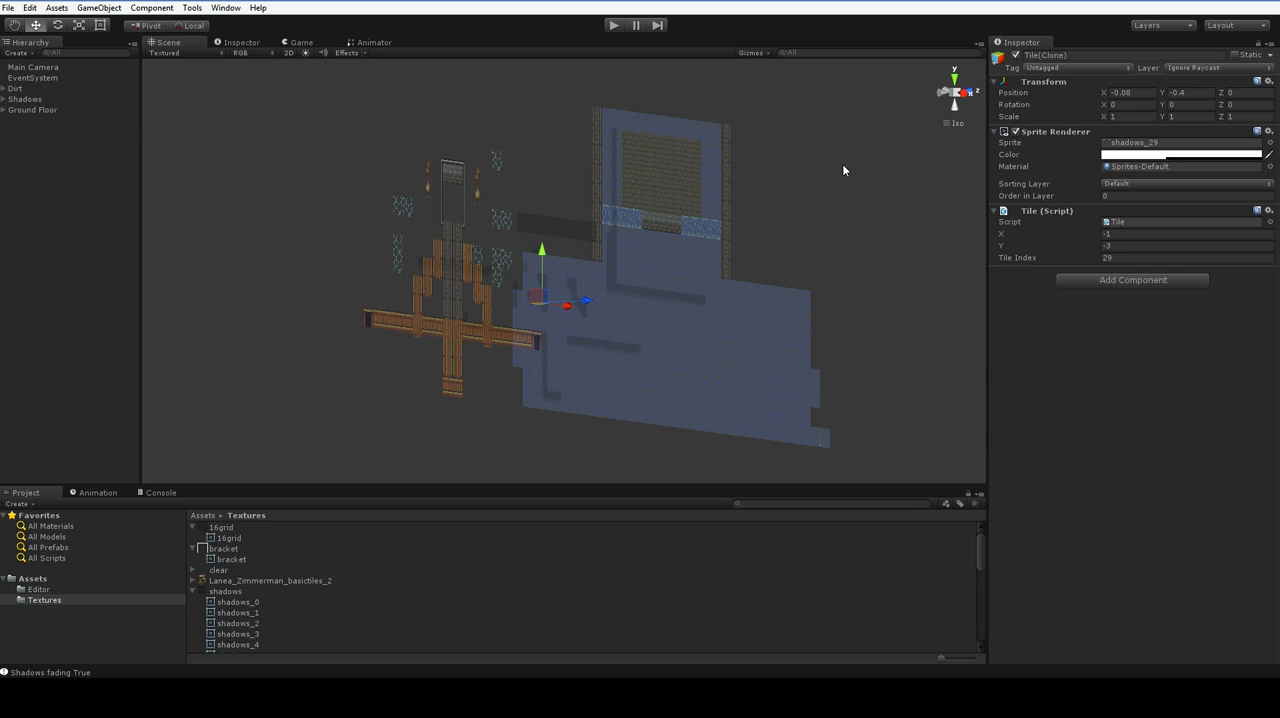 File Edit Assets GameObject Component Tools Window Help
Pivot Local Layers Layout
Hierarchy
Create All
Main Camera
EventSystem
Dirt
Shadows
Ground Floor
Scene Inspector Game Animator
Textured RGB 2D Effects Gizmos All
y
x z
Iso
Inspector
Tile(Clone) Static
Tag Untagged Layer Ignore Raycast
Transform
Position X -0.08 Y -0.4 Z 0
Rotation X 0 Y 0 Z 0
Scale X 1 Y 1 Z 1
Sprite Renderer
Sprite shadows_29
Color
Material Sprites-Default
Sorting Layer Default
Order in Layer 0
Tile (Script)
Script Tile
X -1
Y -3
Tile Index 29
Add Component
Project Animation Console
Create
Favorites
All Materials
All Models
All Prefabs
All Scripts
Assets
Editor
Textures
Assets Textures
16grid
16grid
bracket
bracket
clear
Lanea_Zimmerman_basictiles_2
shadows
shadows_0
shadows_1
shadows_2
shadows_3
shadows_4
Shadows fading True